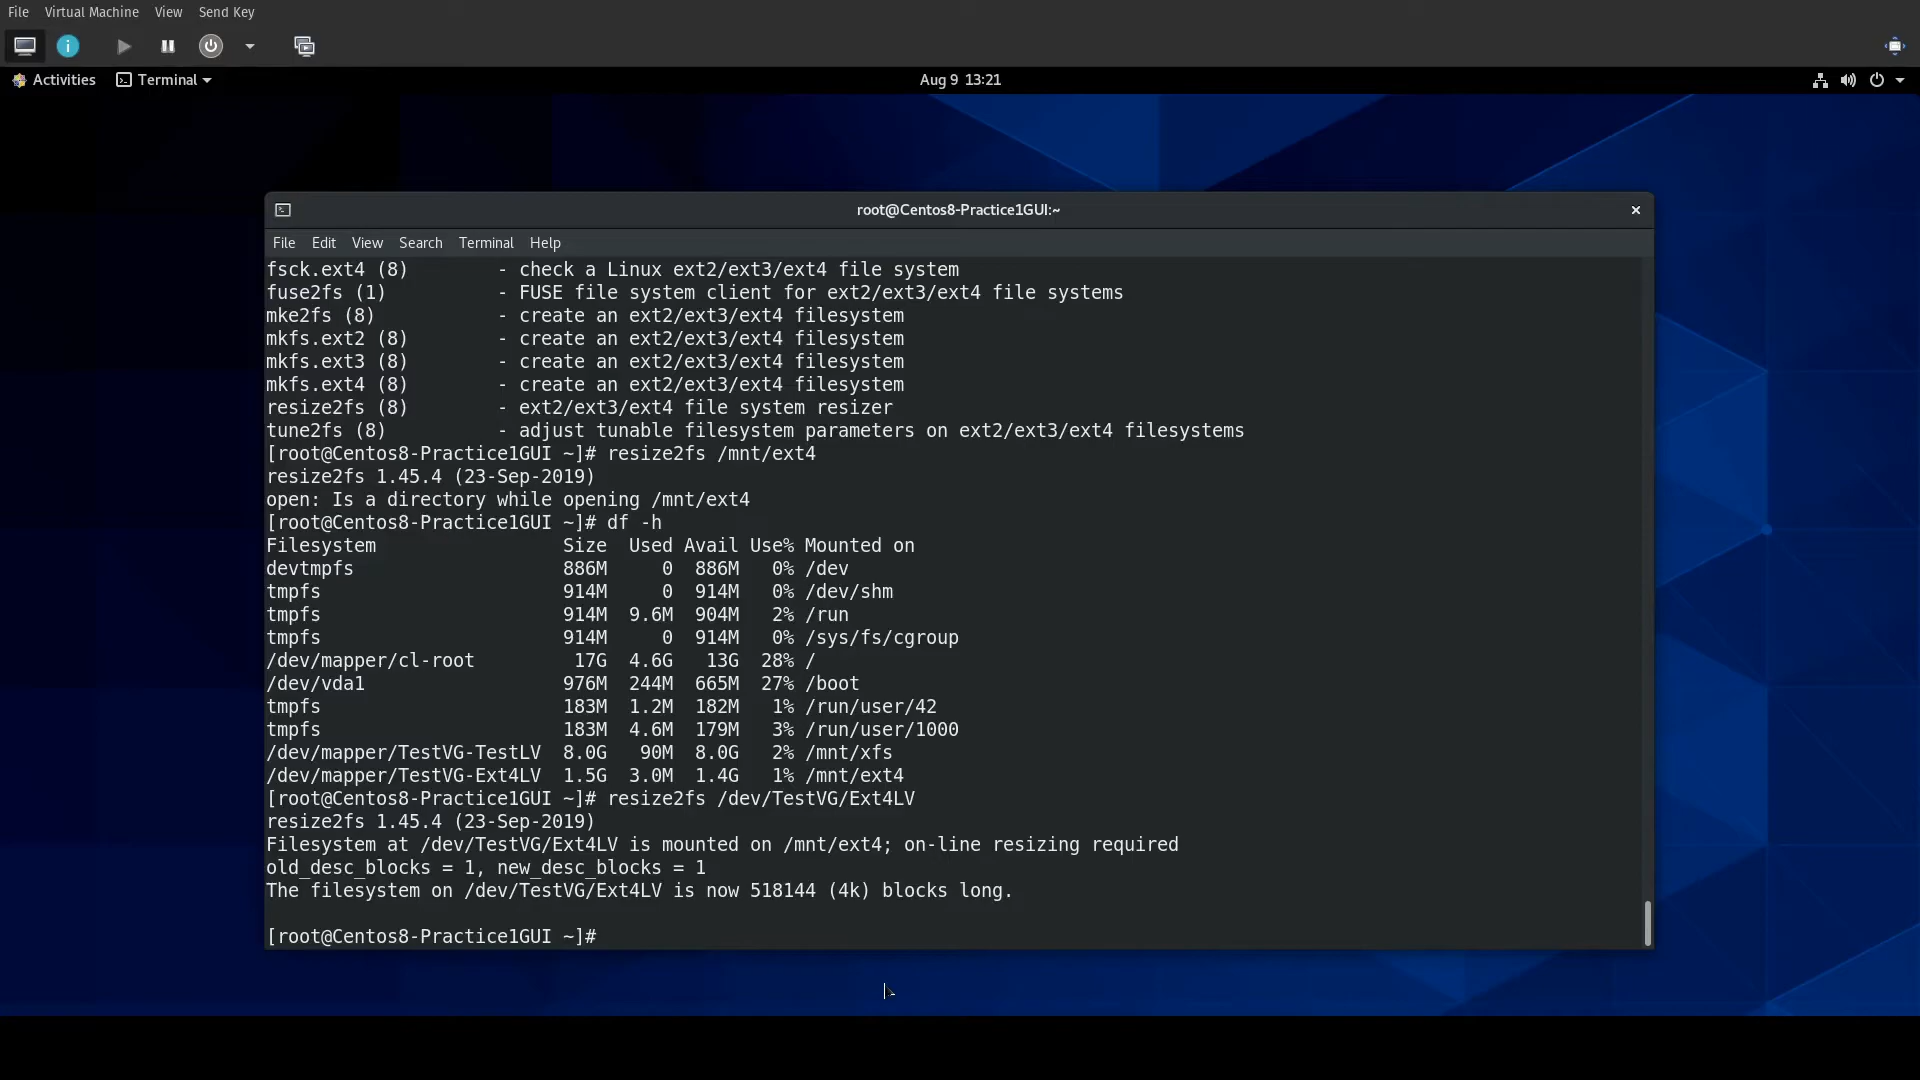 File Virtual Machine View Send Key
Activities Terminal Aug 9 13:21
root@Centos8-Practice1GUI:~
File Edit View Search Terminal Help
fsck.ext4 (8)        - check a Linux ext2/ext3/ext4 file system
fuse2fs (1)          - FUSE file system client for ext2/ext3/ext4 file systems
mke2fs (8)           - create an ext2/ext3/ext4 filesystem
mkfs.ext2 (8)        - create an ext2/ext3/ext4 filesystem
mkfs.ext3 (8)        - create an ext2/ext3/ext4 filesystem
mkfs.ext4 (8)        - create an ext2/ext3/ext4 filesystem
resize2fs (8)        - ext2/ext3/ext4 file system resizer
tune2fs (8)          - adjust tunable filesystem parameters on ext2/ext3/ext4 filesystems
[root@Centos8-Practice1GUI ~]# resize2fs /mnt/ext4
resize2fs 1.45.4 (23-Sep-2019)
open: Is a directory while opening /mnt/ext4
[root@Centos8-Practice1GUI ~]# df -h
Filesystem                 Size  Used Avail Use% Mounted on
devtmpfs                   886M     0  886M   0% /dev
tmpfs                      914M     0  914M   0% /dev/shm
tmpfs                      914M  9.6M  904M   2% /run
tmpfs                      914M     0  914M   0% /sys/fs/cgroup
/dev/mapper/cl-root         17G  4.6G   13G  28% /
/dev/vda1                  976M  244M  665M  27% /boot
tmpfs                      183M  1.2M  182M   1% /run/user/42
tmpfs                      183M  4.6M  179M   3% /run/user/1000
/dev/mapper/TestVG-TestLV  8.0G   90M  8.0G   2% /mnt/xfs
/dev/mapper/TestVG-Ext4LV  1.5G  3.0M  1.4G   1% /mnt/ext4
[root@Centos8-Practice1GUI ~]# resize2fs /dev/TestVG/Ext4LV
resize2fs 1.45.4 (23-Sep-2019)
Filesystem at /dev/TestVG/Ext4LV is mounted on /mnt/ext4; on-line resizing required
old_desc_blocks = 1, new_desc_blocks = 1
The filesystem on /dev/TestVG/Ext4LV is now 518144 (4k) blocks long.
[root@Centos8-Practice1GUI ~]#